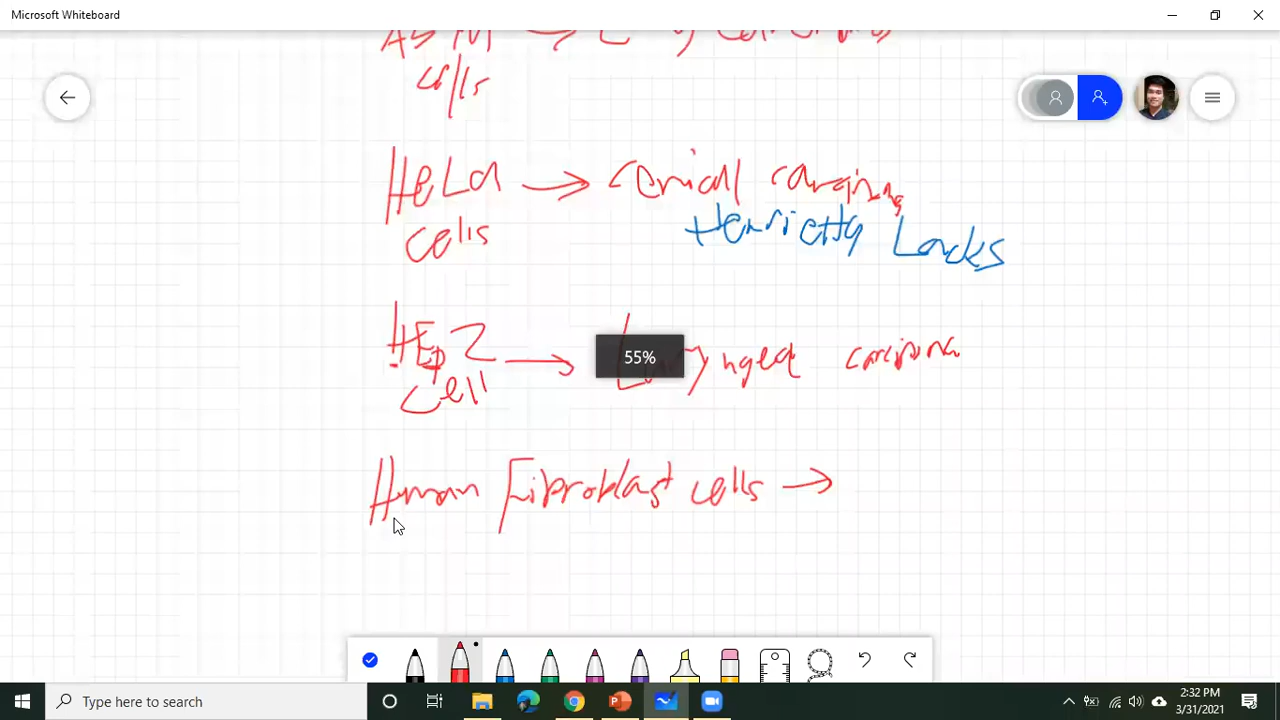 Microsoft Whiteboard
cells
HeLa → cervical carcinoma
cells
Henrietta Lacks
HEp 2 → carcinoma
cell
55%
Human Fibroblast cells →
Type here to search
2:32 PM
3/31/2021